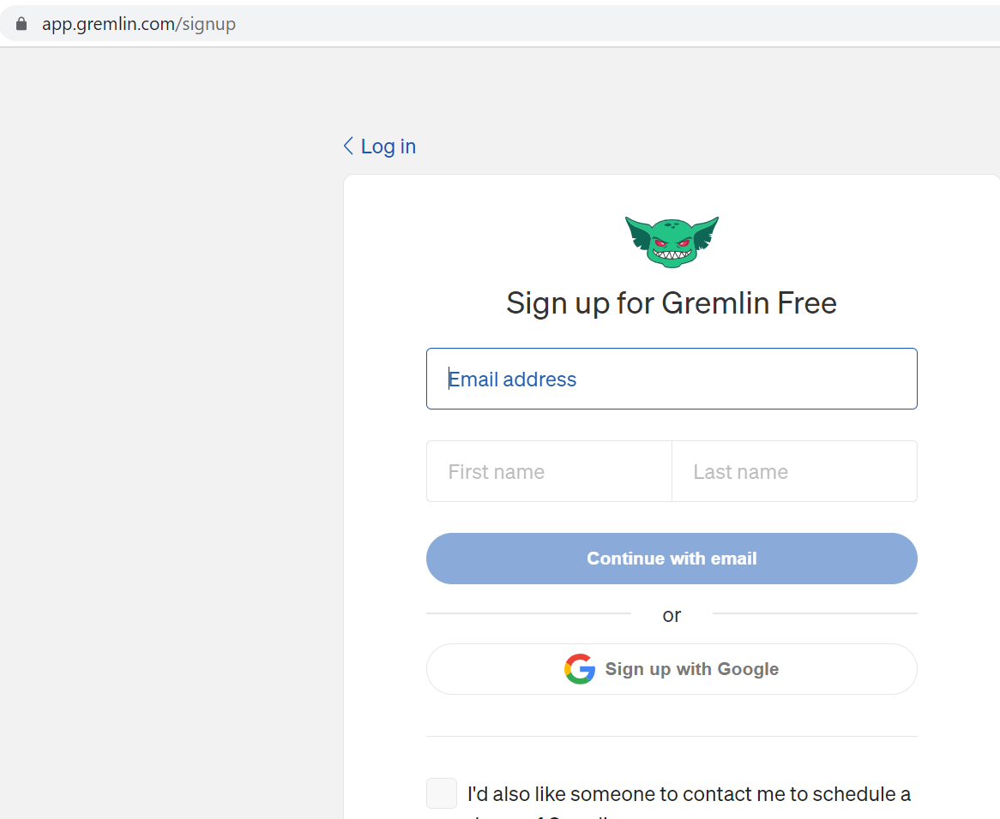 app.gremlin.com/signup
Log in
Sign up for Gremlin Free
Email address
First name Last name
Continue with email
or
Sign up with Google
I'd also like someone to contact me to schedule a